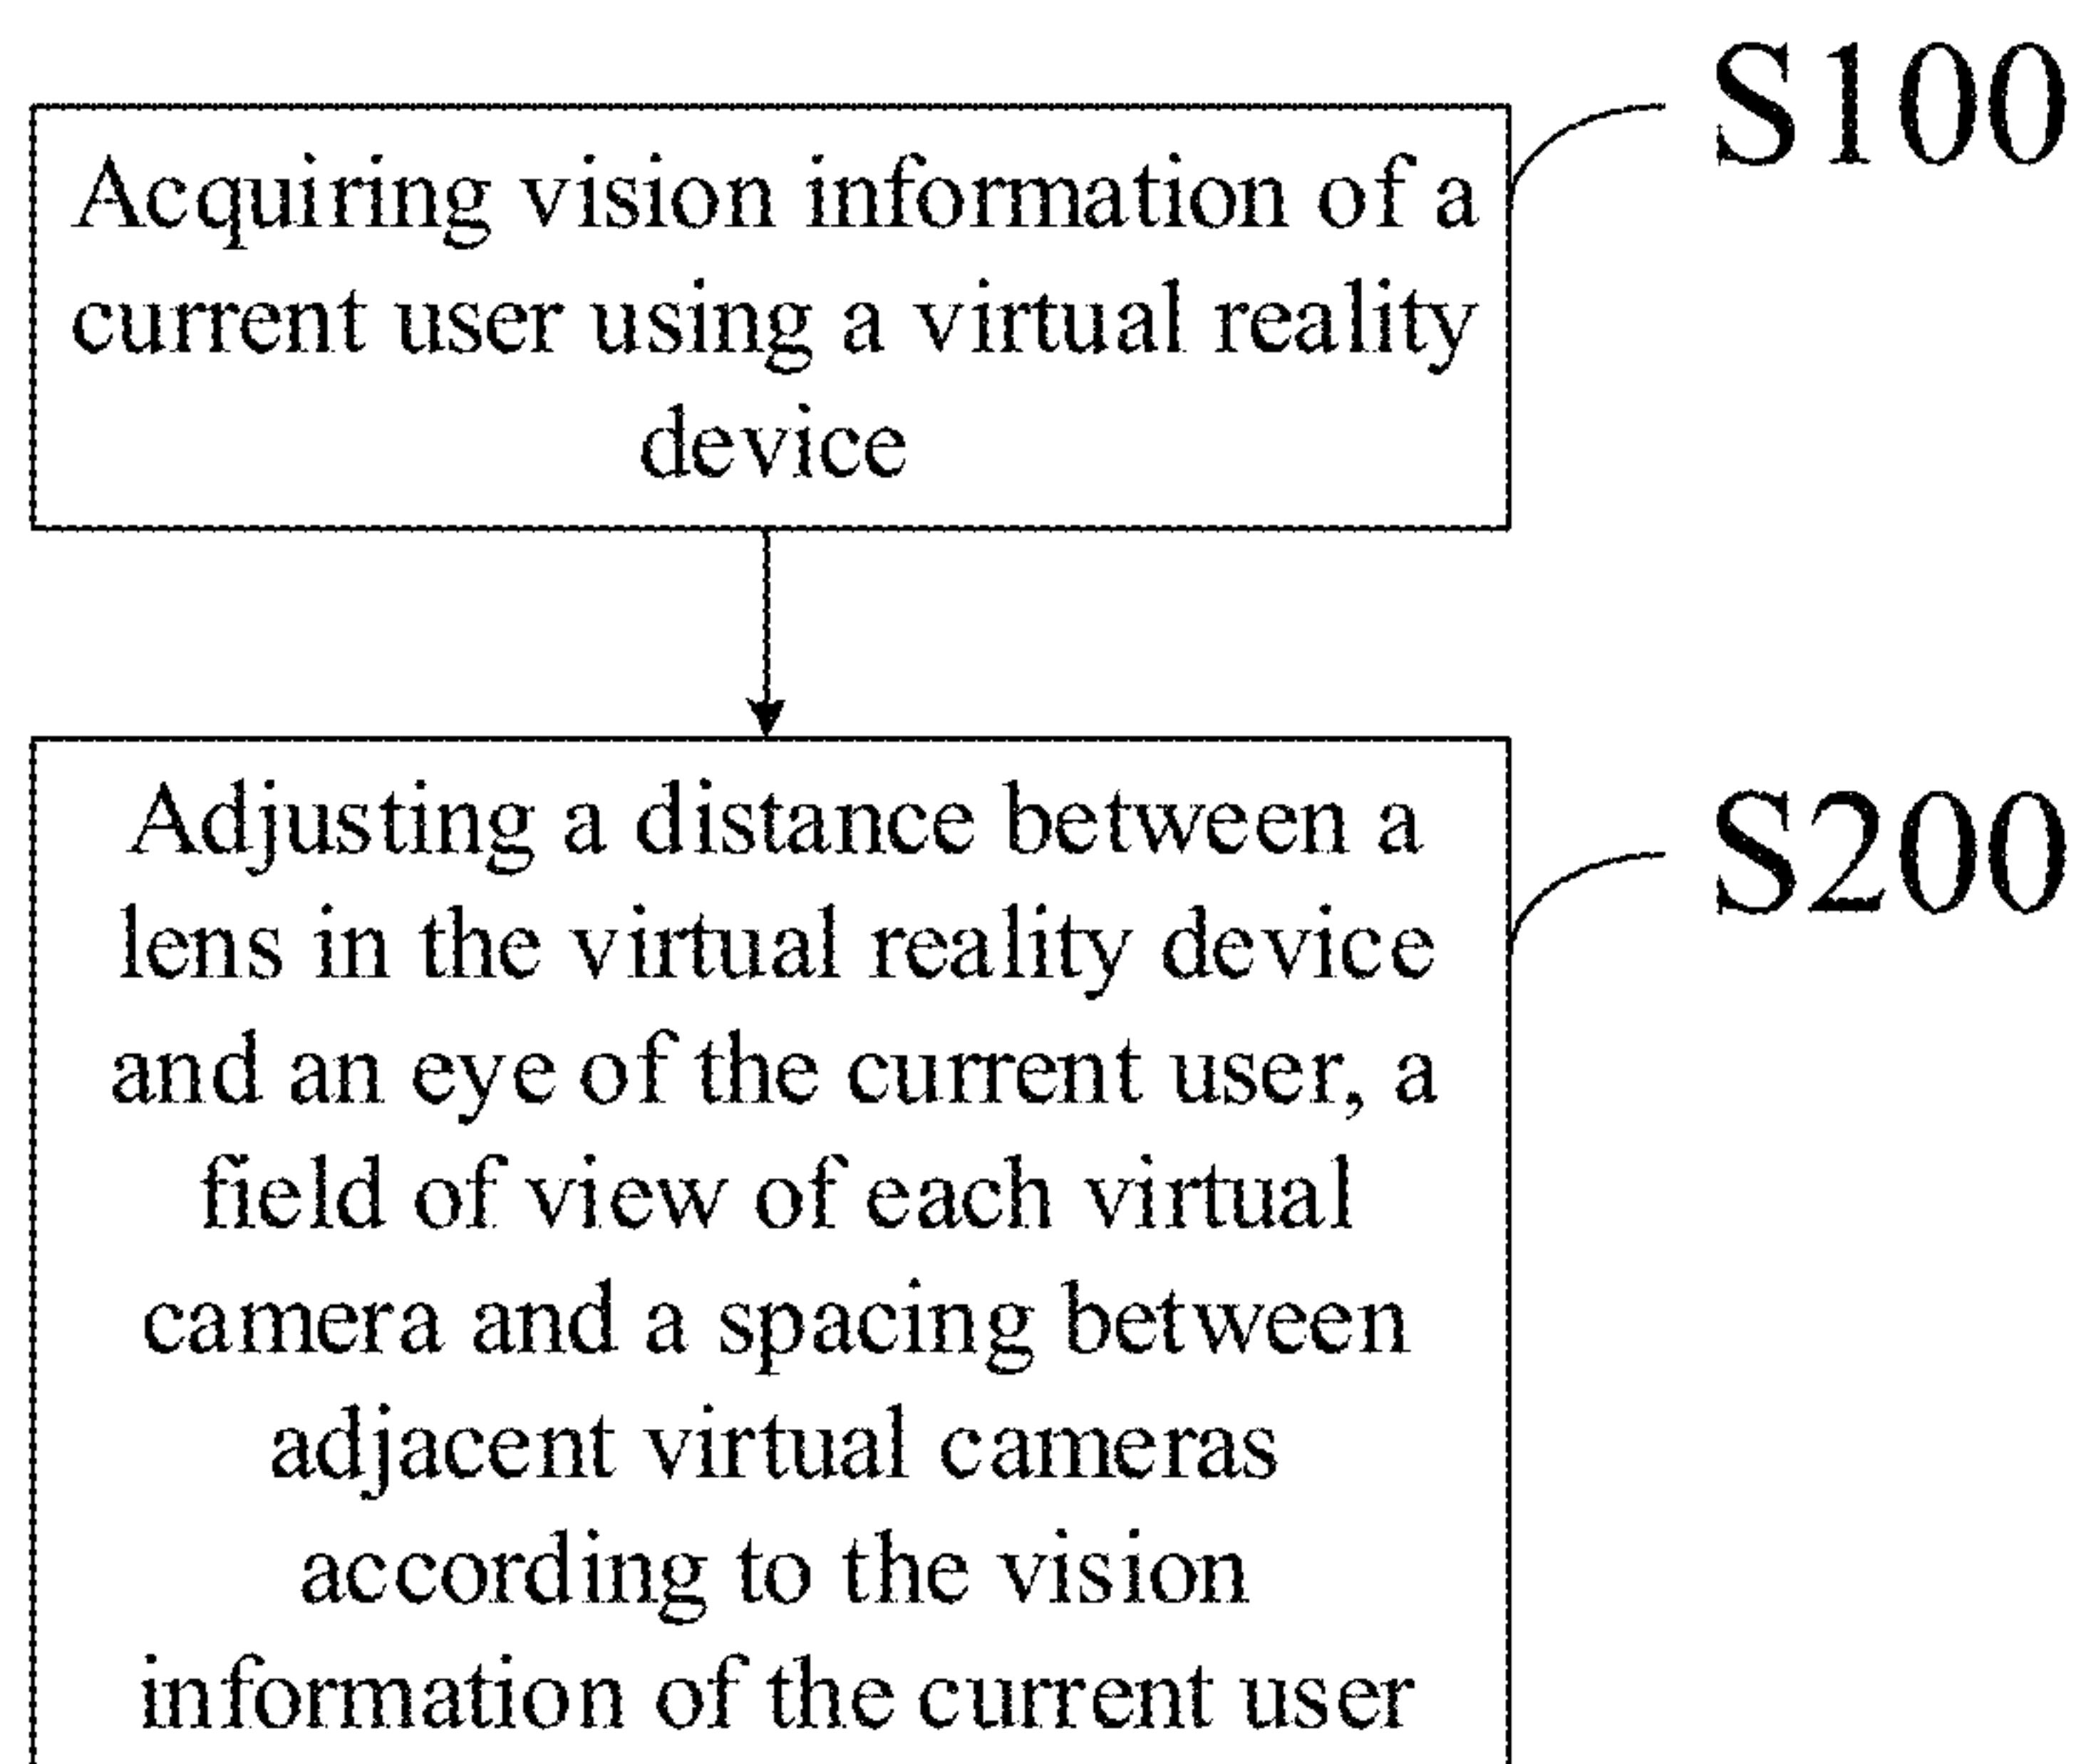 S100
Acquiring vision information of a
current user using a virtual reality
device
S200
Adjusting a distance between a
lens in the virtual reality device
and an eye of the current user, a
field of view of each virtual
camera and a spacing between
adjacent virtual cameras
according to the vision
information of the current user